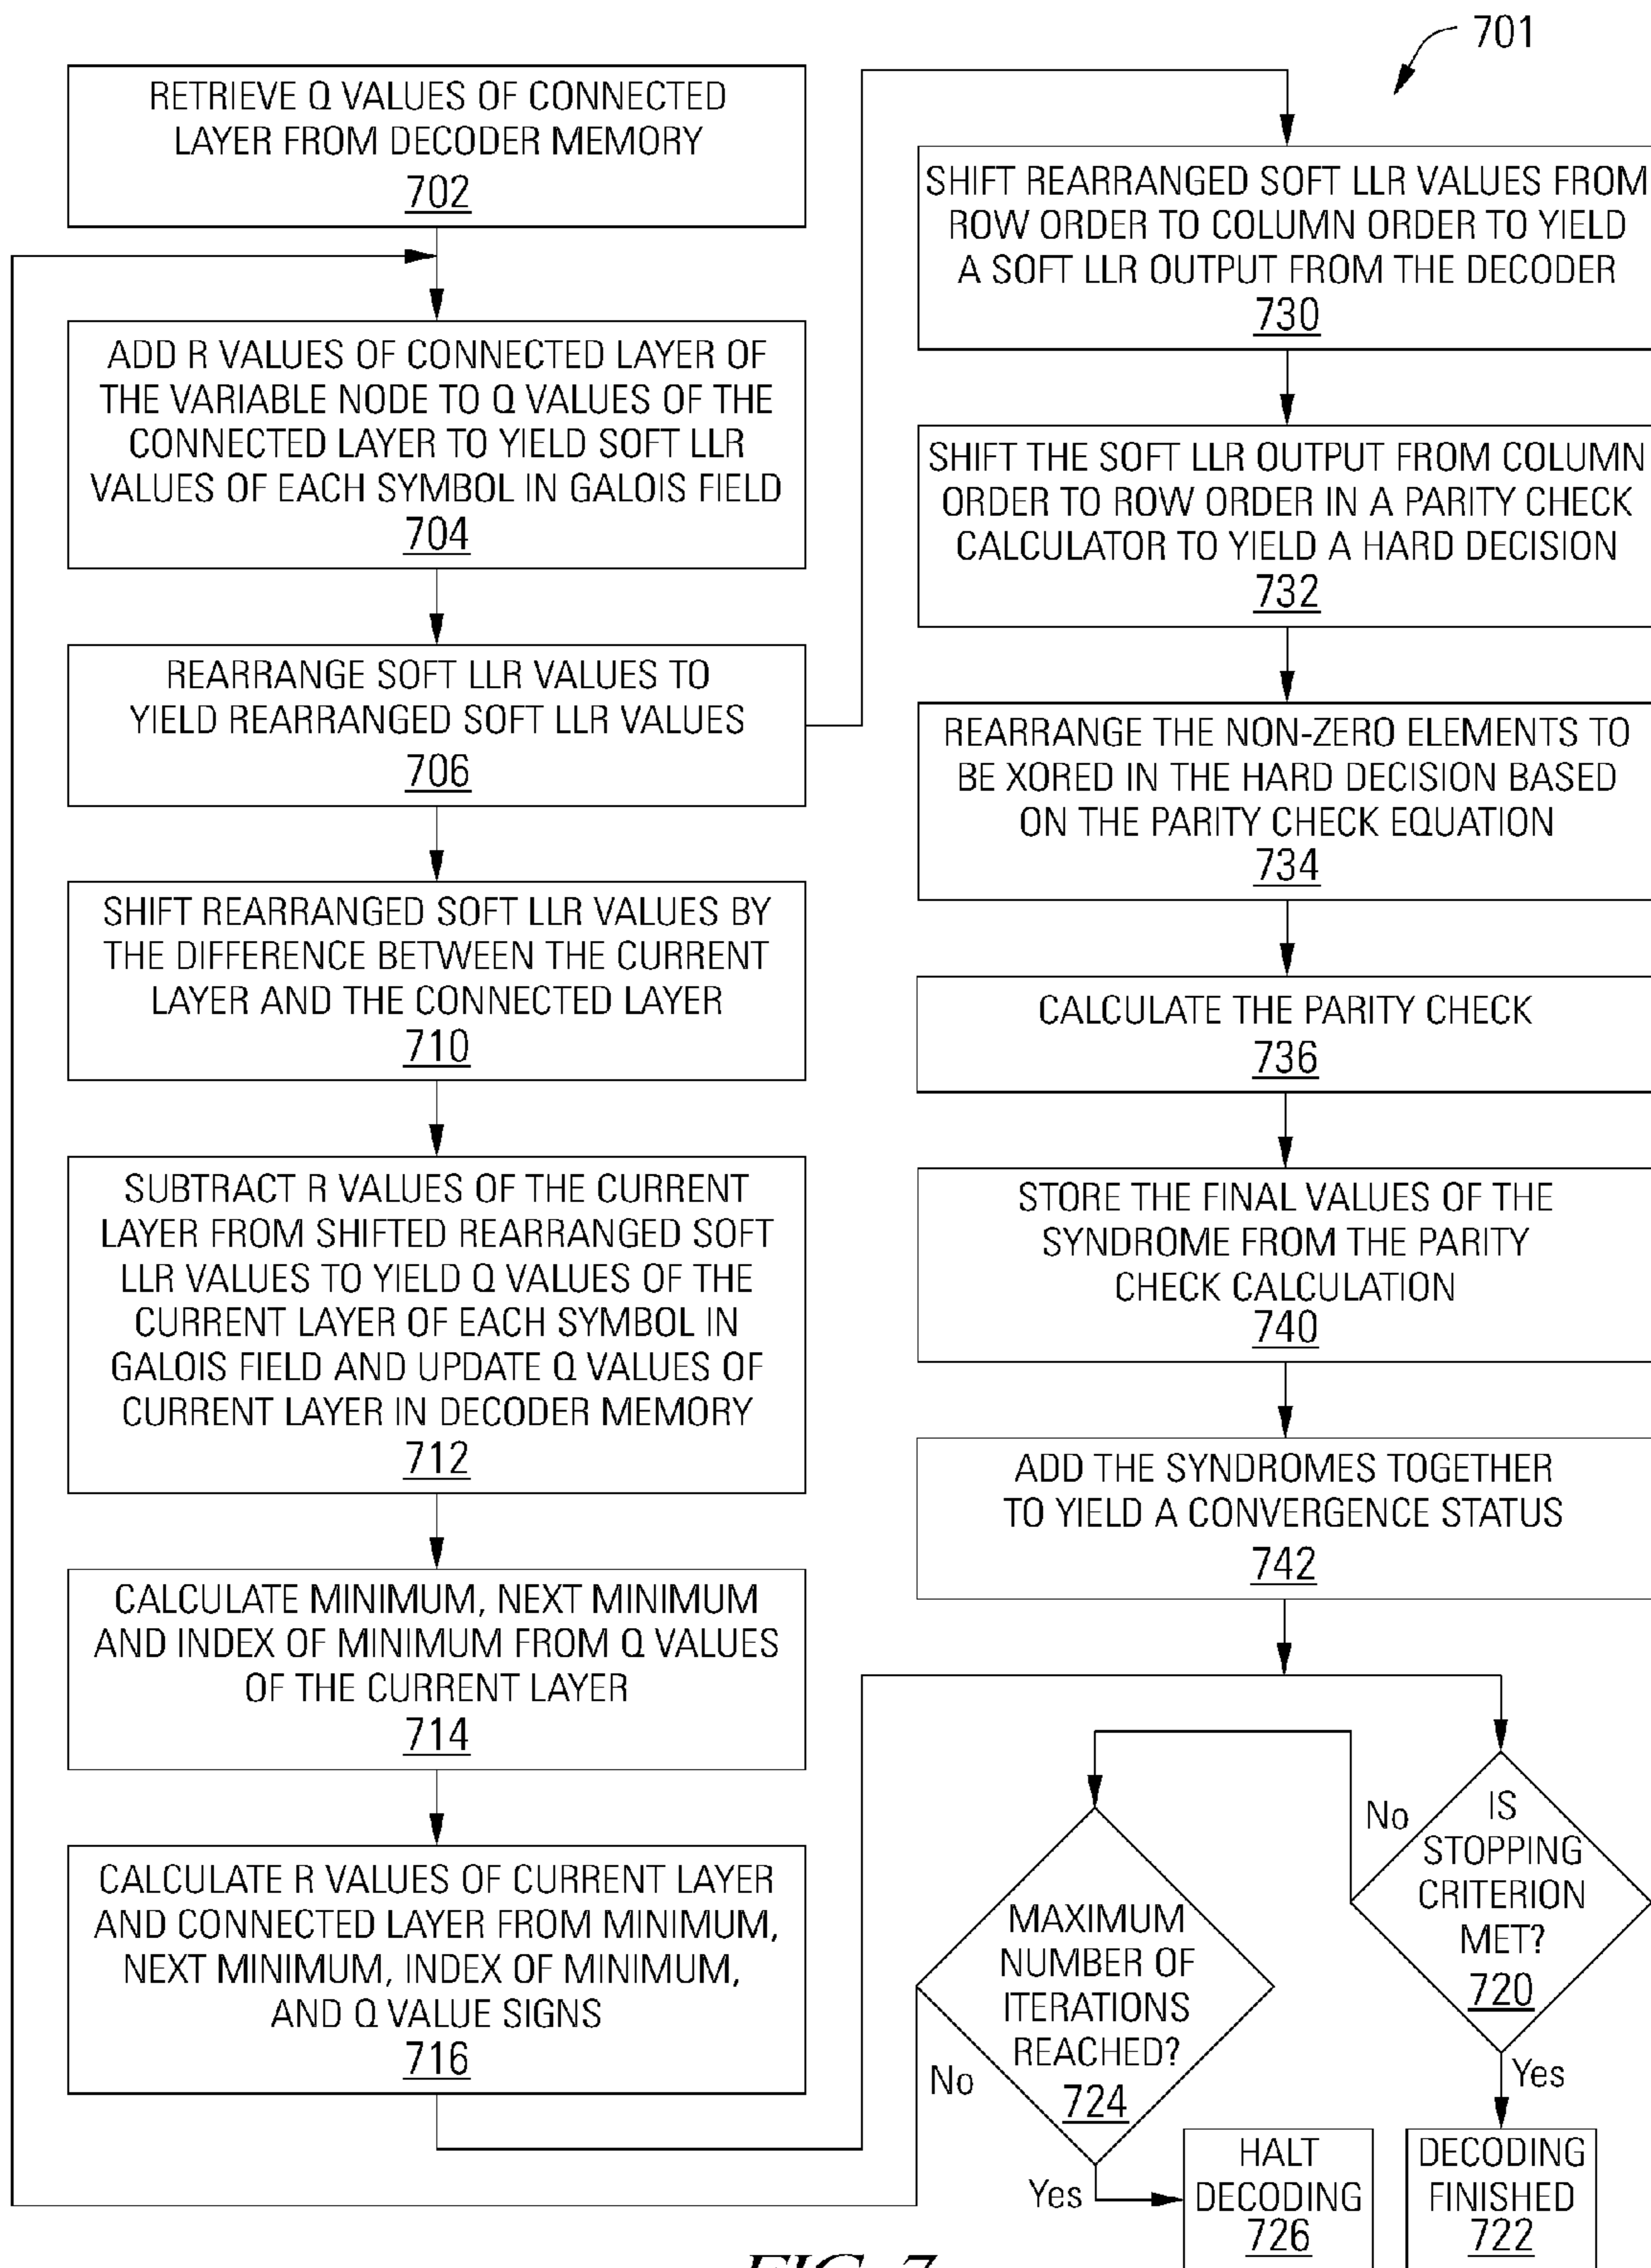 701
RETRIEVE Q VALUES OF CONNECTED
LAYER FROM DECODER MEMORY
702
ADD R VALUES OF CONNECTED LAYER OF
THE VARIABLE NODE TO Q VALUES OF THE
CONNECTED LAYER TO YIELD SOFT LLR
VALUES OF EACH SYMBOL IN GALOIS FIELD
704
REARRANGE SOFT LLR VALUES TO
YIELD REARRANGED SOFT LLR VALUES
706
SHIFT REARRANGED SOFT LLR VALUES BY
THE DIFFERENCE BETWEEN THE CURRENT
LAYER AND THE CONNECTED LAYER
710
SUBTRACT R VALUES OF THE CURRENT
LAYER FROM SHIFTED REARRANGED SOFT
LLR VALUES TO YIELD Q VALUES OF THE
CURRENT LAYER OF EACH SYMBOL IN
GALOIS FIELD AND UPDATE Q VALUES OF
CURRENT LAYER IN DECODER MEMORY
712
CALCULATE MINIMUM, NEXT MINIMUM
AND INDEX OF MINIMUM FROM Q VALUES
OF THE CURRENT LAYER
714
CALCULATE R VALUES OF CURRENT LAYER
AND CONNECTED LAYER FROM MINIMUM,
NEXT MINIMUM, INDEX OF MINIMUM,
AND Q VALUE SIGNS
716
SHIFT REARRANGED SOFT LLR VALUES FROM
ROW ORDER TO COLUMN ORDER TO YIELD
A SOFT LLR OUTPUT FROM THE DECODER
730
SHIFT THE SOFT LLR OUTPUT FROM COLUMN
ORDER TO ROW ORDER IN A PARITY CHECK
CALCULATOR TO YIELD A HARD DECISION
732
REARRANGE THE NON-ZERO ELEMENTS TO
BE XORED IN THE HARD DECISION BASED
ON THE PARITY CHECK EQUATION
734
CALCULATE THE PARITY CHECK
736
STORE THE FINAL VALUES OF THE
SYNDROME FROM THE PARITY
CHECK CALCULATION
740
ADD THE SYNDROMES TOGETHER
TO YIELD A CONVERGENCE STATUS
742
IS
STOPPING
CRITERION
MET?
720
No
Yes
MAXIMUM
NUMBER OF
ITERATIONS
REACHED?
724
No
Yes
HALT
DECODING
726
DECODING
FINISHED
722
FIG. 7